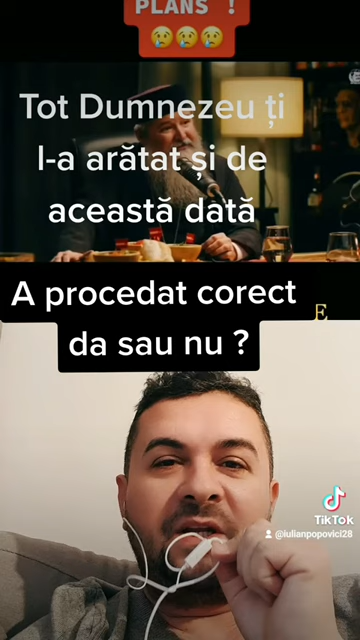 PLANS !
Tot Dumnezeu ți
l-a arătat și de
această dată
A procedat corect
E
da sau nu ?
TikTok
@iulianpopovici28